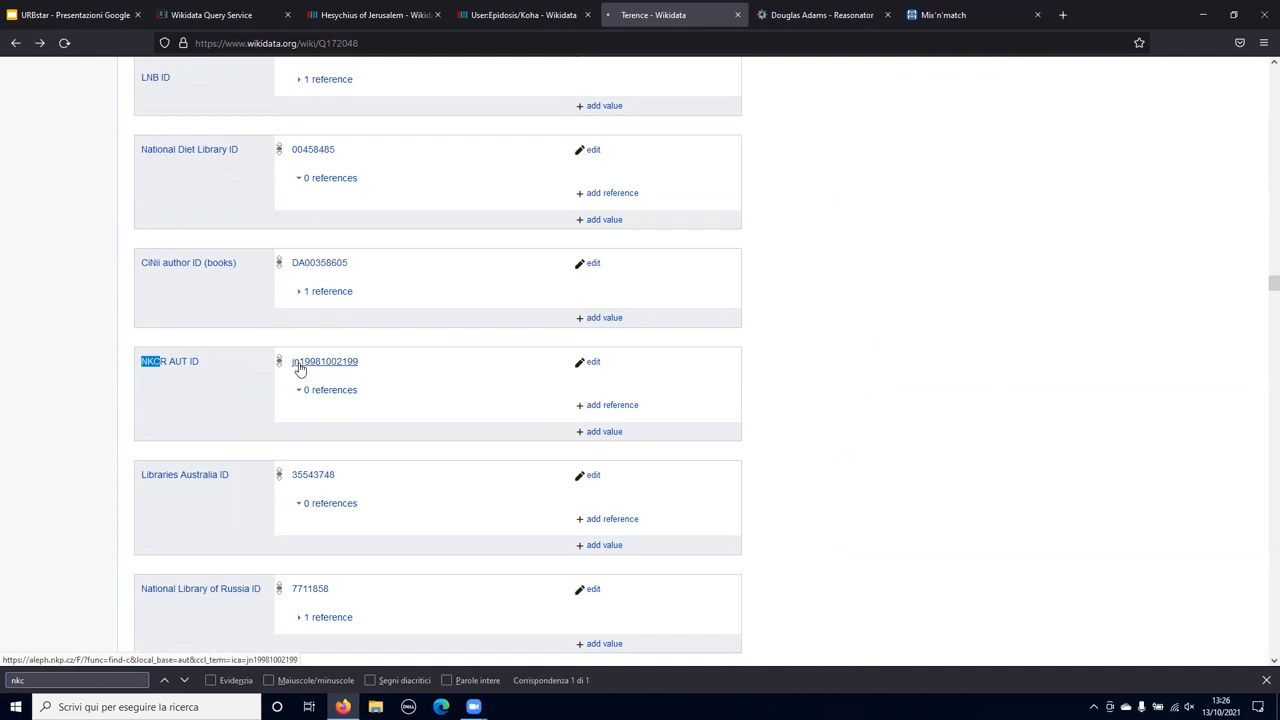 URBstar - Presentazioni Google
Wikidata Query Service
Hesychius of Jerusalem - Wikid
User:Epidosis/Koha - Wikidata
Terence - Wikidata
Douglas Adams - Reasonator
Mix'n'match
https://www.wikidata.org/wiki/Q172048
LNB ID
1 reference
+ add value
National Diet Library ID
00458485
edit
0 references
+ add reference
+ add value
CiNii author ID (books)
DA00358605
edit
1 reference
+ add value
NKCR AUT ID
jn19981002199
edit
0 references
+ add reference
+ add value
Libraries Australia ID
35543748
edit
0 references
+ add reference
+ add value
National Library of Russia ID
7711858
edit
1 reference
+ add value
https://aleph.nkp.cz/F/?func=find-c&local_base=aut&ccl_term=ica=jn19981002199
nkc
Evidenzia
Maiuscole/minuscole
Segni diacritici
Parole intere
Corrispondenza 1 di 1
Scrivi qui per eseguire la ricerca
DELL
13:26
13/10/2021